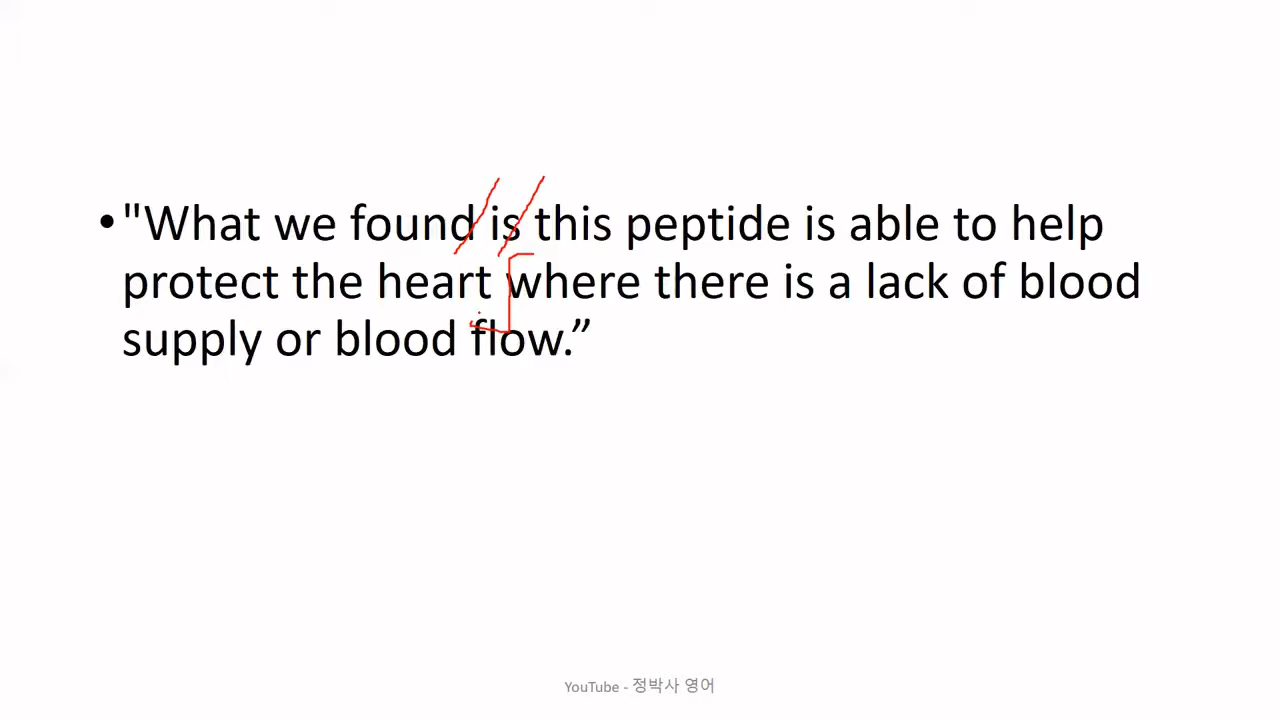 •"What we found is this peptide is able to help
protect the heart where there is a lack of blood
supply or blood flow.”
YouTube - 정박사 영어